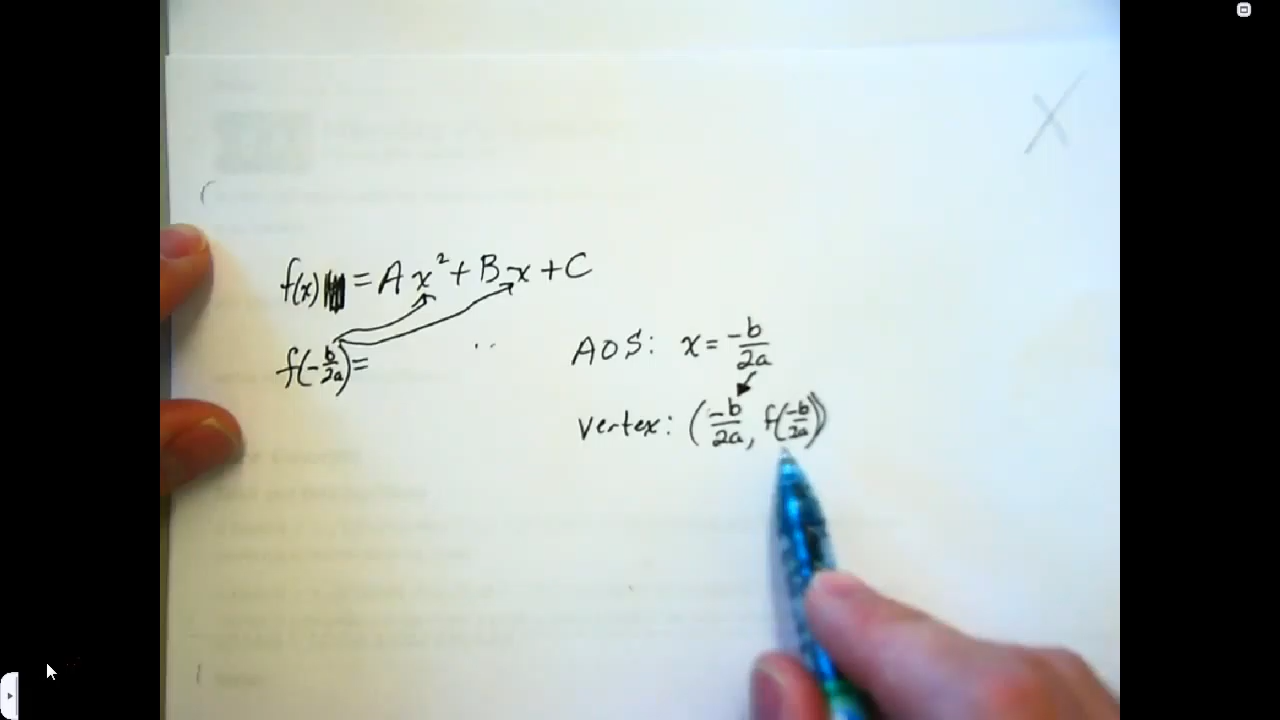 f(x) = Ax² + Bx + C
f(-b/2a) =
AOS: x = -b/2a
vertex: (-b/2a, f(-b/2a))